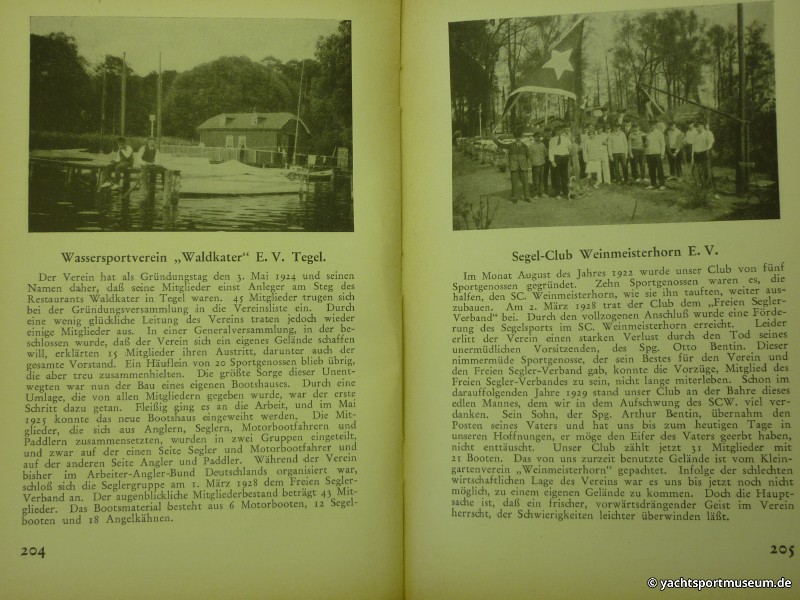 Wassersportverein „Waldkater" E. V. Tegel.
Der Verein hat als Gründungstag den 3. Mai 1924 und seinen
Namen daher, daß seine Mitglieder einst Anleger am Steg des
Restaurants Waldkater in Tegel waren. 45 Mitglieder trugen sich
bei der Gründungsversammlung in die Vereinsliste ein. Durch
eine wenig glückliche Leitung des Vereins traten jedoch wieder
einige Mitglieder aus. In einer Generalversammlung, in der be-
schlossen wurde, daß der Verein sich ein eigenes Gelände schaffen
will, erklärten 15 Mitglieder ihren Austritt, darunter auch der
gesamte Vorstand. Ein Häuflein von 20 Sportgenossen blieb übrig,
die aber treu zusammenhielten. Die größte Sorge dieser Unent-
wegten war nun der Bau eines eigenen Bootshauses. Durch eine
Umlage, die von allen Mitgliedern gegeben wurde, war der erste
Schritt dazu getan. Fleißig ging es an die Arbeit, und im Mai
1925 konnte das neue Bootshaus eingeweiht werden. Die Mit-
glieder, die sich aus Anglern, Seglern, Motorbootfahrern und
Paddlern zusammensetzten, wurden in zwei Gruppen eingeteilt,
und zwar auf der einen Seite Segler und Motorbootfahrer und
auf der anderen Seite Angler und Paddler. Während der Verein
bisher im Arbeiter-Angler-Bund Deutschlands organisiert war,
schloß sich die Seglergruppe am 1. März 1928 dem Freien Segler-
Verband an. Der augenblickliche Mitgliederbestand beträgt 43 Mit-
glieder. Das Bootsmaterial besteht aus 6 Motorbooten, 12 Segel-
booten und 18 Angelkähnen.
204
Segel-Club Weinmeisterhorn E. V.
Im Monat August des Jahres 1922 wurde unser Club von fünf
Sportgenossen gegründet. Zehn Sportgenossen waren es, die
halfen, den SC. Weinmeisterhorn, wie sie ihn tauften, weiter aus-
zubauen. Am 2. März 1928 trat der Club dem „Freien Segler-
Verband" bei. Durch den vollzogenen Anschluß wurde eine Förde-
rung des Segelsports im SC. Weinmeisterhorn erreicht. Leider
erlitt der Verein einen starken Verlust durch den Tod seines
unermüdlichen Vorsitzenden, des Spg. Otto Bentin. Dieser
nimmermüde Sportgenosse, der sein Bestes für den Verein und
den Freien Segler-Verband gab, konnte die Vorzüge, Mitglied des
Freien Segler-Verbandes zu sein, nicht lange miterleben. Schon im
darauffolgenden Jahre 1929 stand unser Club an der Bahre dieses
edlen Mannes, dem wir den Aufschwung des SCW. viel ver-
danken. Sein Sohn, der Spg. Arthur Bentin, übernahm den
Posten seines Vaters und hat uns bis zum heutigen Tage in
unseren Hoffnungen, er möge den Eifer des Vaters geerbt haben,
nicht enttäuscht. Unser Club zählt jetzt 31 Mitglieder mit
21 Booten. Das von uns zurzeit benutzte Gelände ist vom Klein-
gartenverein „Weinmeisterhorn" gepachtet. Infolge der schlechten
wirtschaftlichen Lage des Vereins war es uns bis jetzt noch nicht
möglich, zu einem eigenen Gelände zu kommen. Doch die Haupt-
sache ist, daß ein frischer, vorwärtsdrängender Geist im Verein
herrscht, der Schwierigkeiten leichter überwinden läßt.
205
© yachtsportmuseum.de